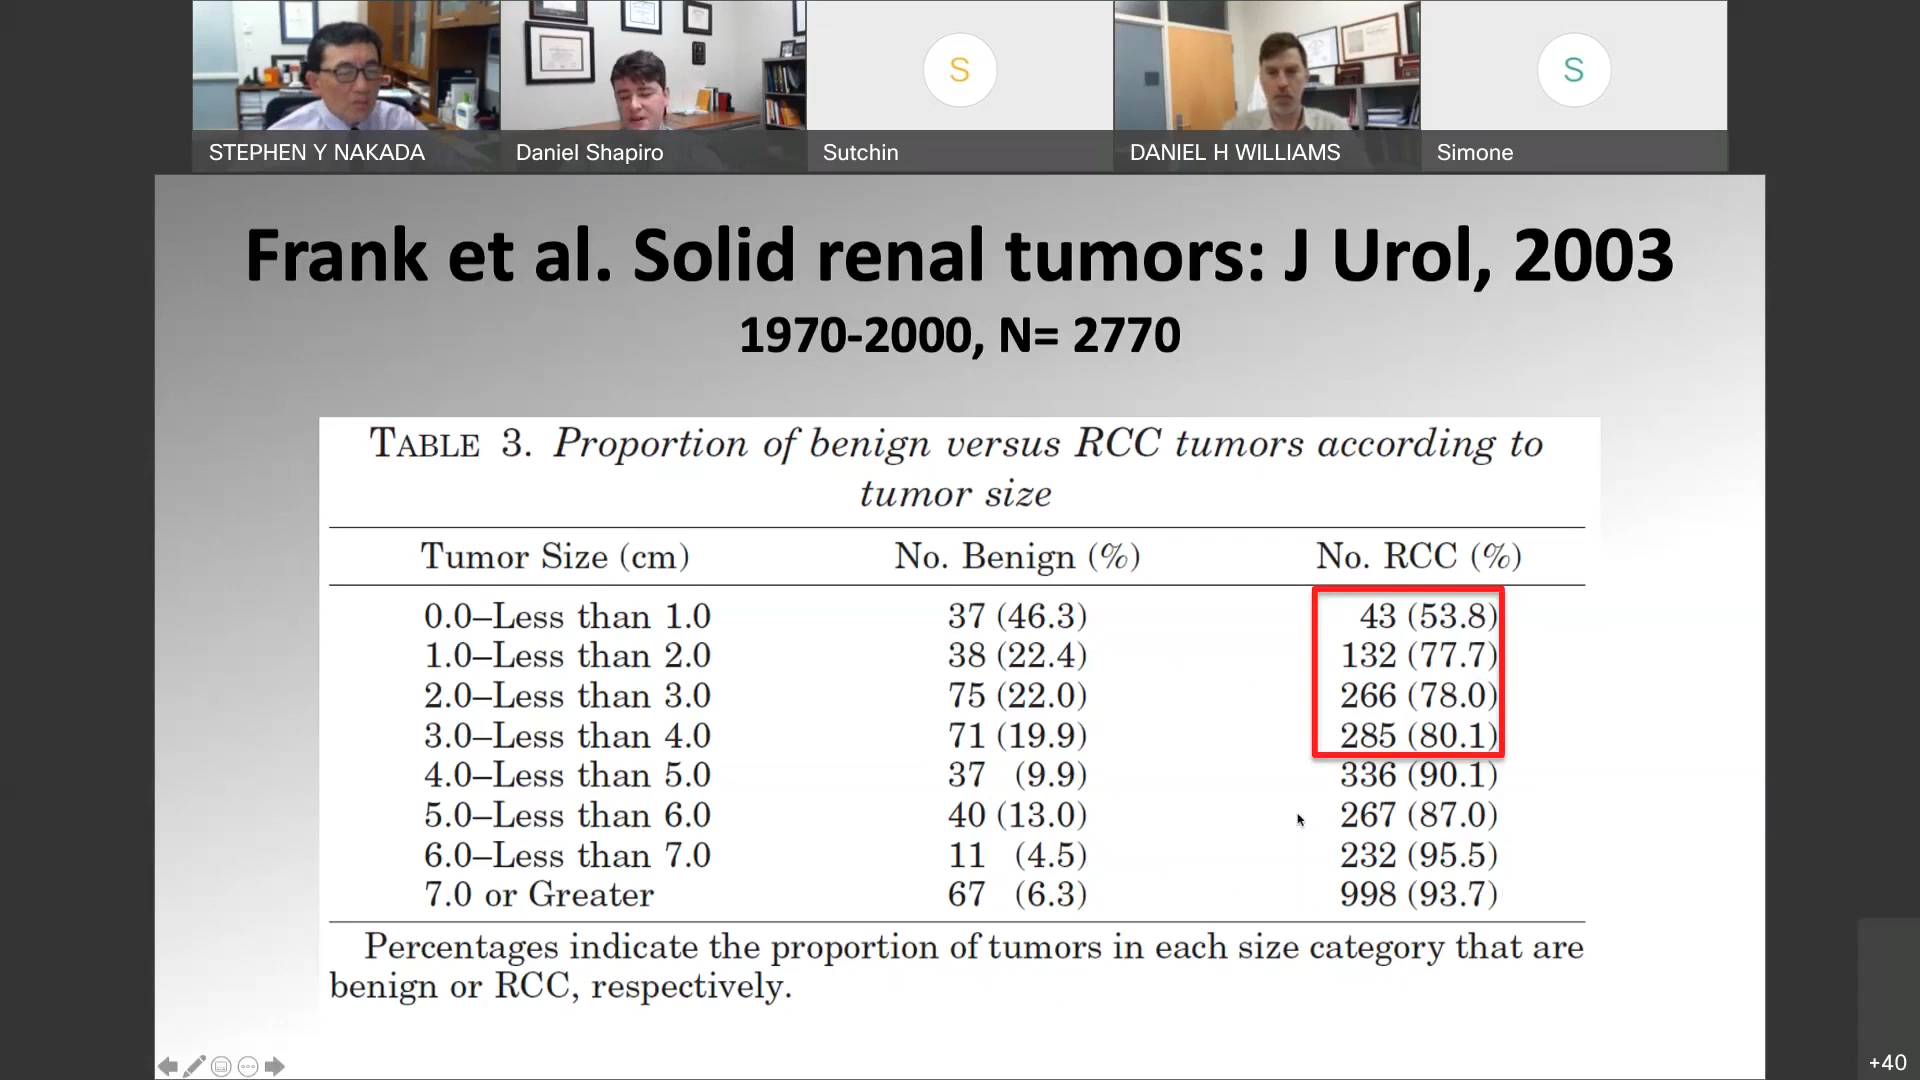 S
S
STEPHEN Y NAKADA
Daniel Shapiro
Sutchin
DANIEL H WILLIAMS
Simone
Frank et al. Solid renal tumors: J Urol, 2003
1970-2000, N= 2770
TABLE 3. Proportion of benign versus RCC tumors according to
tumor size
Tumor Size (cm) No. Benign (%) No. RCC (%)
0.0–Less than 1.0 37 (46.3) 43 (53.8)
1.0–Less than 2.0 38 (22.4) 132 (77.7)
2.0–Less than 3.0 75 (22.0) 266 (78.0)
3.0–Less than 4.0 71 (19.9) 285 (80.1)
4.0–Less than 5.0 37 (9.9) 336 (90.1)
5.0–Less than 6.0 40 (13.0) 267 (87.0)
6.0–Less than 7.0 11 (4.5) 232 (95.5)
7.0 or Greater 67 (6.3) 998 (93.7)
Percentages indicate the proportion of tumors in each size category that are
benign or RCC, respectively.
+40